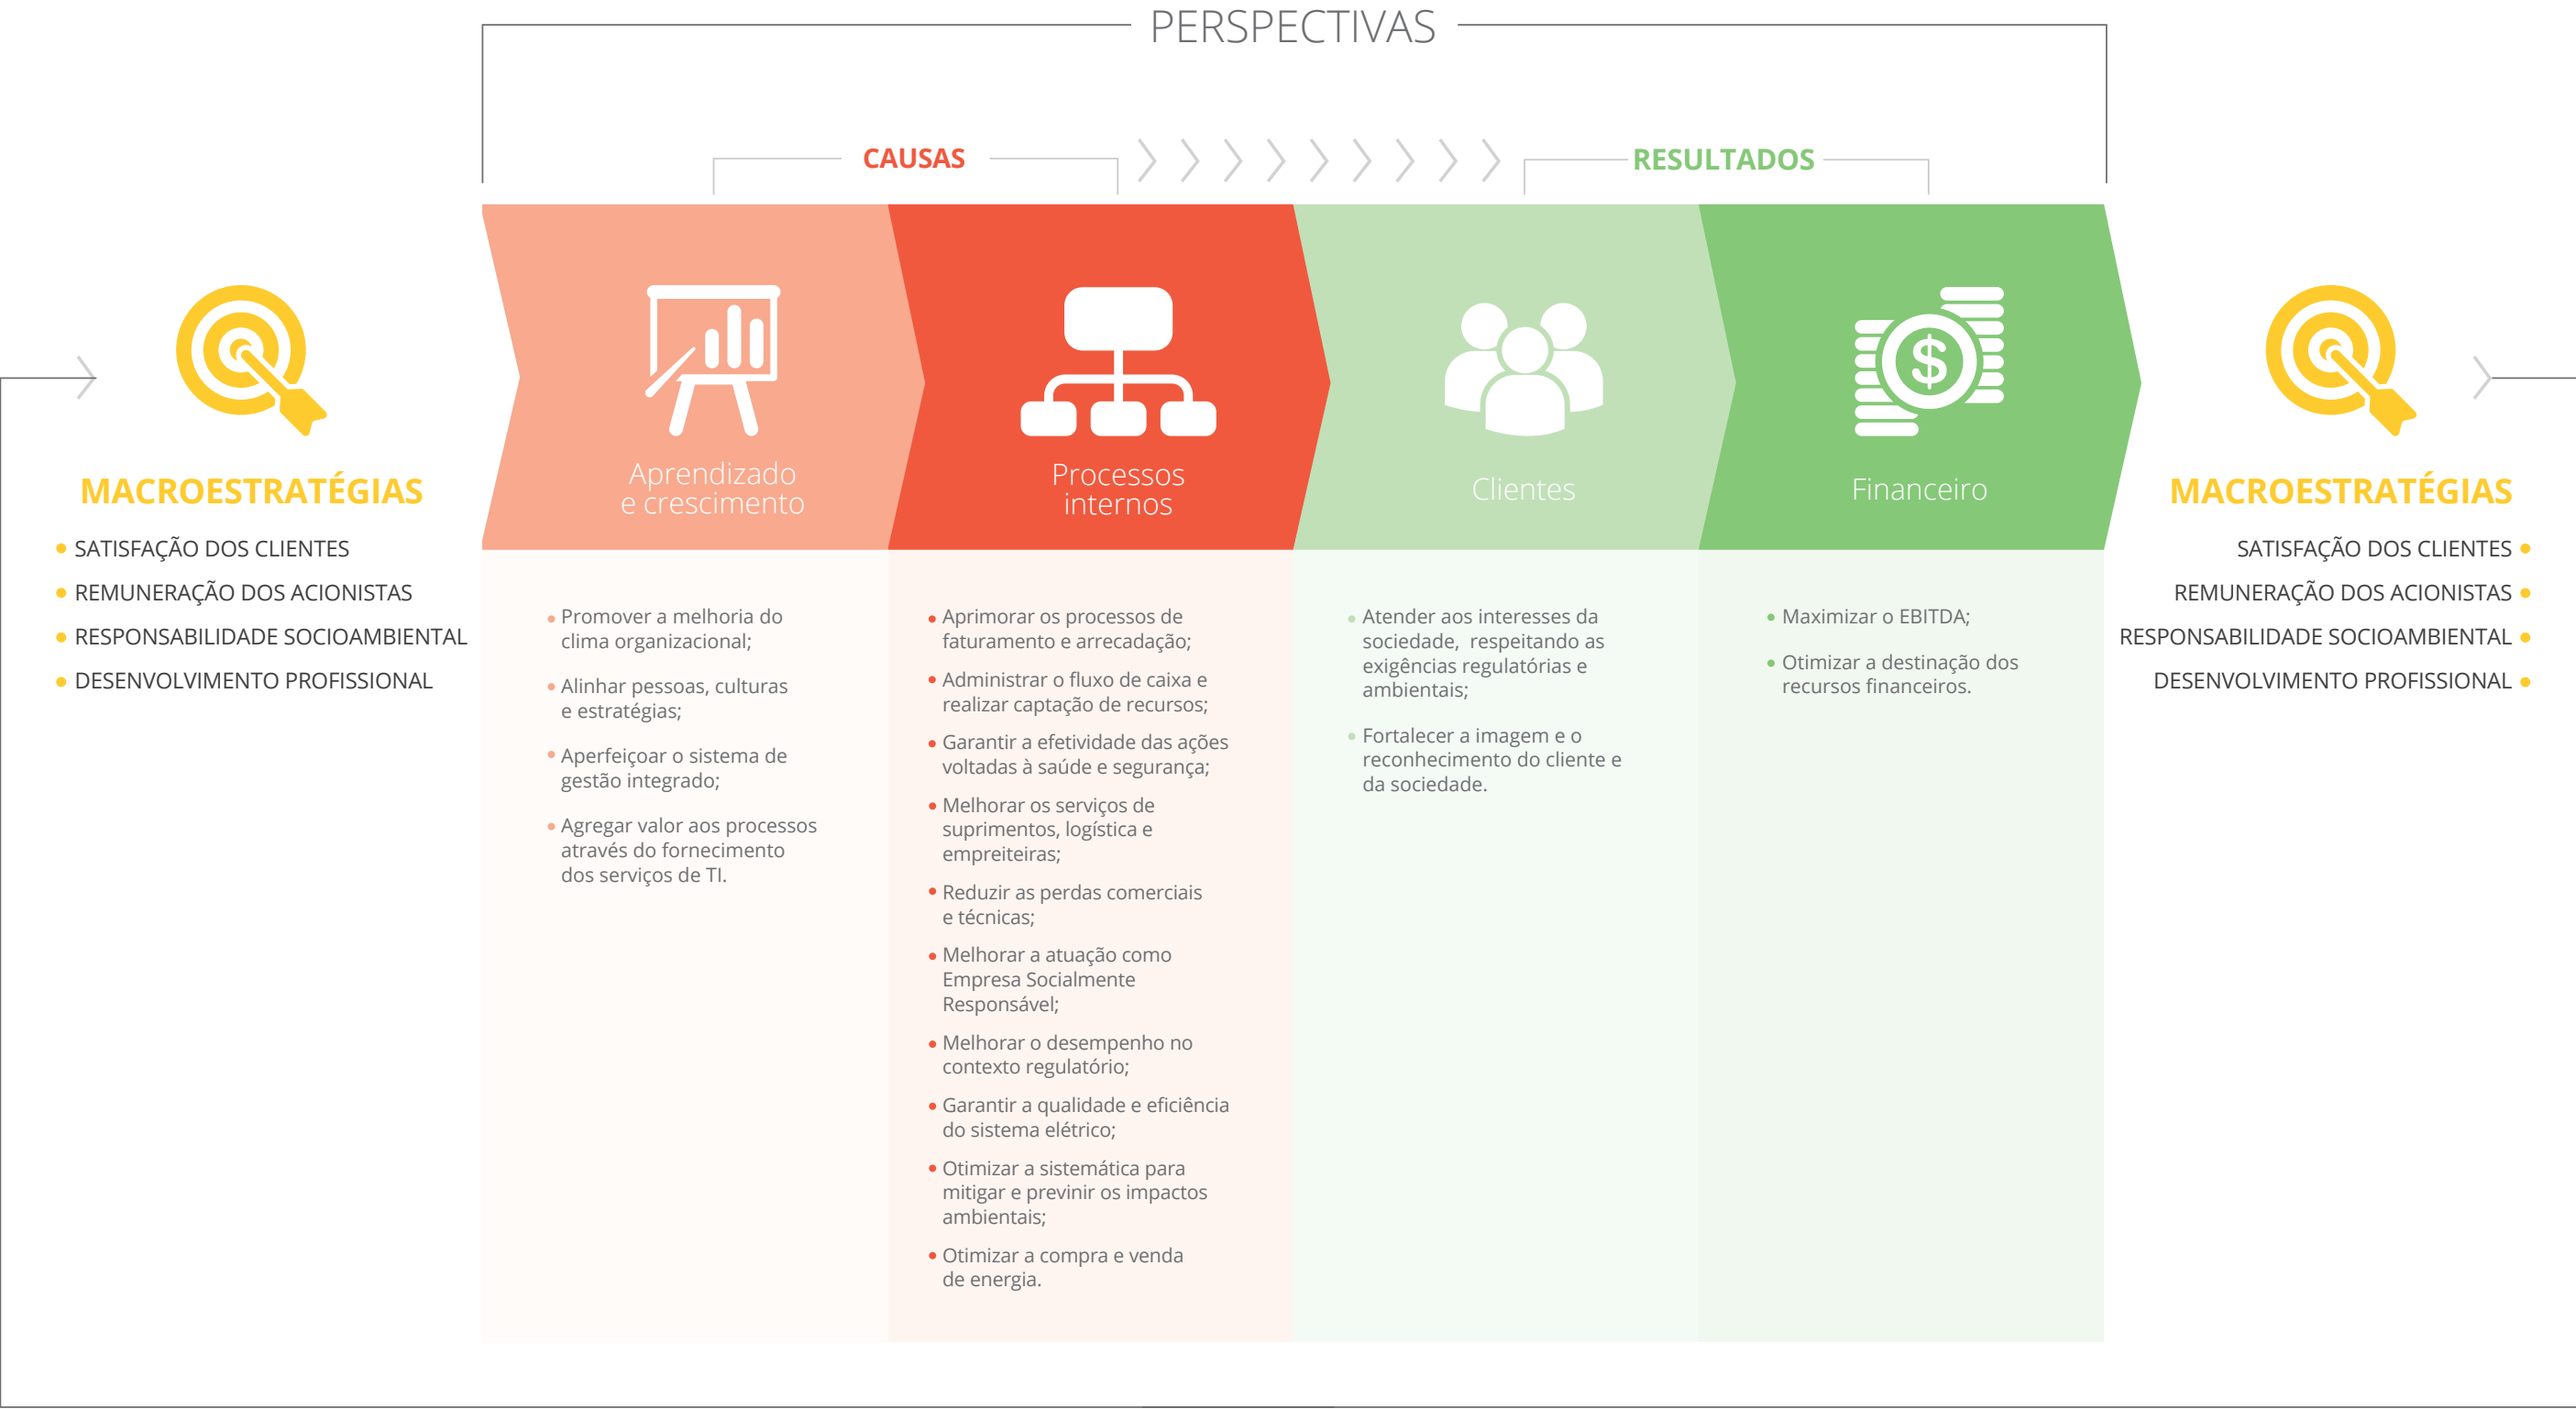 PERSPECTIVAS
CAUSAS
RESULTADOS
MACROESTRATÉGIAS
SATISFAÇÃO DOS CLIENTES
REMUNERAÇÃO DOS ACIONISTAS
RESPONSABILIDADE SOCIOAMBIENTAL
DESENVOLVIMENTO PROFISSIONAL
Aprendizado
e crescimento
Promover a melhoria do
clima organizacional;
Alinhar pessoas, culturas
e estratégias;
Aperfeiçoar o sistema de
gestão integrado;
Agregar valor aos processos
através do fornecimento
dos serviços de TI.
Processos
internos
Aprimorar os processos de
faturamento e arrecadação;
Administrar o fluxo de caixa e
realizar captação de recursos;
Garantir a efetividade das ações
voltadas à saúde e segurança;
Melhorar os serviços de
suprimentos, logística e
empreiteiras;
Reduzir as perdas comerciais
e técnicas;
Melhorar a atuação como
Empresa Socialmente
Responsável;
Melhorar o desempenho no
contexto regulatório;
Garantir a qualidade e eficiência
do sistema elétrico;
Otimizar a sistemática para
mitigar e previnir os impactos
ambientais;
Otimizar a compra e venda
de energia.
Clientes
Atender aos interesses da
sociedade, respeitando as
exigências regulatórias e
ambientais;
Fortalecer a imagem e o
reconhecimento do cliente e
da sociedade.
$
Financeiro
Maximizar o EBITDA;
Otimizar a destinação dos
recursos financeiros.
MACROESTRATÉGIAS
SATISFAÇÃO DOS CLIENTES
REMUNERAÇÃO DOS ACIONISTAS
RESPONSABILIDADE SOCIOAMBIENTAL
DESENVOLVIMENTO PROFISSIONAL